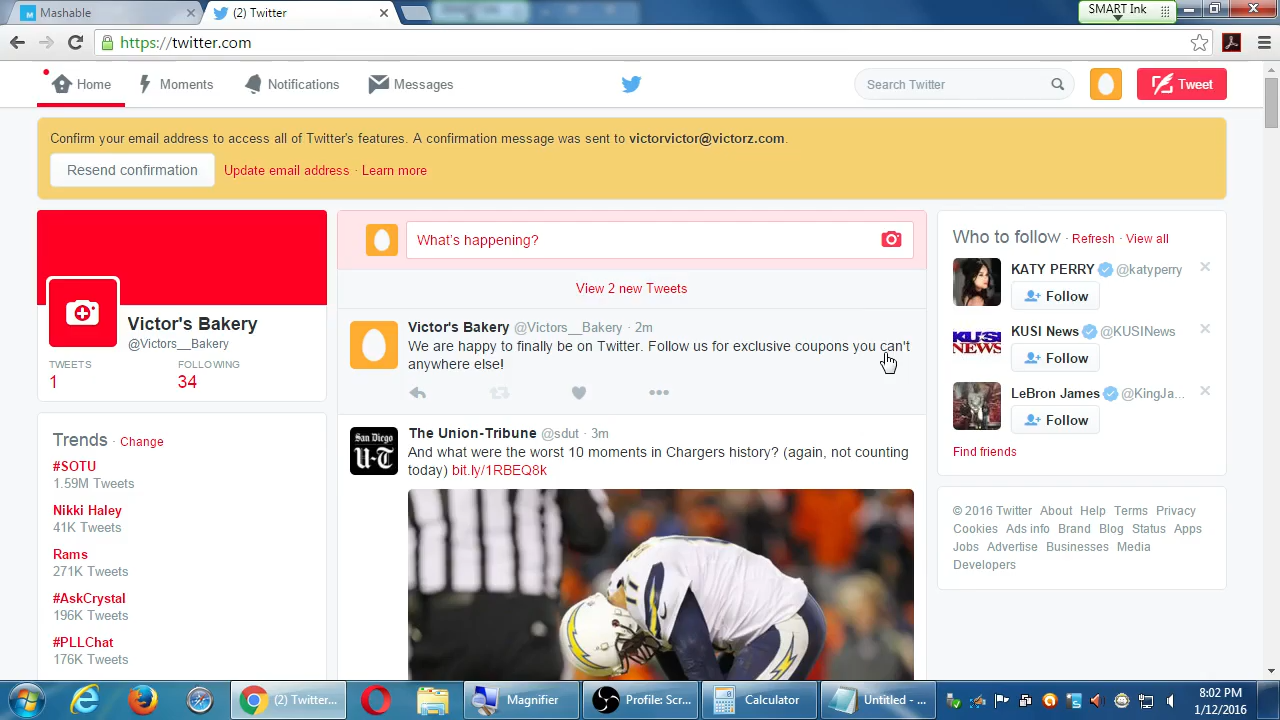 Mashable
(2) Twitter
SMART Ink
https://twitter.com
Home
Moments
Notifications
Messages
Search Twitter
Tweet
Confirm your email address to access all of Twitter's features. A confirmation message was sent to victorvictor@victorz.com.
Resend confirmation
Update email address · Learn more
Victor's Bakery
@Victors__Bakery
TWEETS
1
FOLLOWING
34
Trends · Change
#SOTU
1.59M Tweets
Nikki Haley
41K Tweets
Rams
271K Tweets
#AskCrystal
196K Tweets
#PLLChat
176K Tweets
What's happening?
View 2 new Tweets
Victor's Bakery @Victors__Bakery · 2m
We are happy to finally be on Twitter. Follow us for exclusive coupons you can't
anywhere else!
San Diego
U-T
The Union-Tribune @sdut · 3m
And what were the worst 10 moments in Chargers history? (again, not counting
today) bit.ly/1RBEQ8k
Who to follow · Refresh · View all
KATY PERRY @katyperry
Follow
KUSI
NEWS
KUSI News @KUSINews
Follow
LeBron James @KingJa...
Follow
Find friends
© 2016 Twitter About Help Terms Privacy
Cookies Ads info Brand Blog Status Apps
Jobs Advertise Businesses Media
Developers
(2) Twitter...
Magnifier
Profile: Scr...
Calculator
Untitled - ...
8:02 PM
1/12/2016